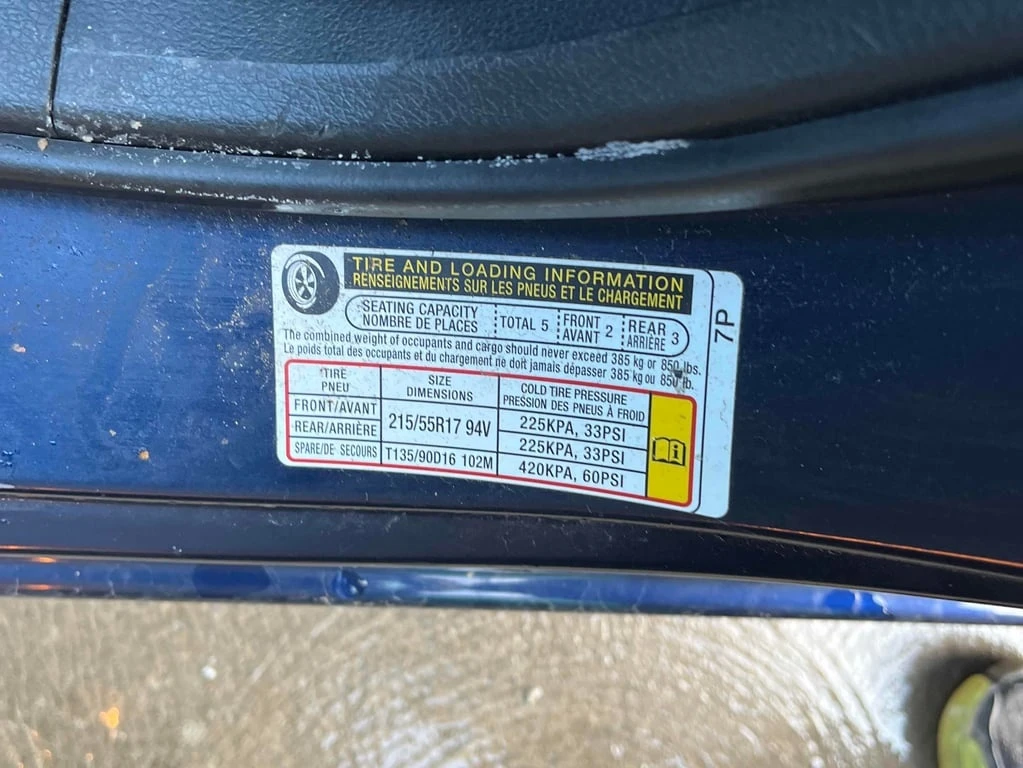 TIRE AND LOADING INFORMATION
RENSEIGNEMENTS SUR LES PNEUS ET LE CHARGEMENT
SEATING CAPACITY
NOMBRE DE PLACES
TOTAL 5
FRONT
AVANT 2
REAR
ARRIÈRE 3
The combined weight of occupants and cargo should never exceed 385 kg or 850 lbs.
Le poids total des occupants et du chargement ne doit jamais dépasser 385 kg ou 850 lb.
TIRE
PNEU
SIZE
DIMENSIONS
COLD TIRE PRESSURE
PRESSION DES PNEUS À FROID
FRONT/AVANT
REAR/ARRIÈRE
215/55R17 94V
225KPA, 33PSI
225KPA, 33PSI
SPARE/DE SECOURS
T135/90D16 102M
420KPA, 60PSI
i
7P